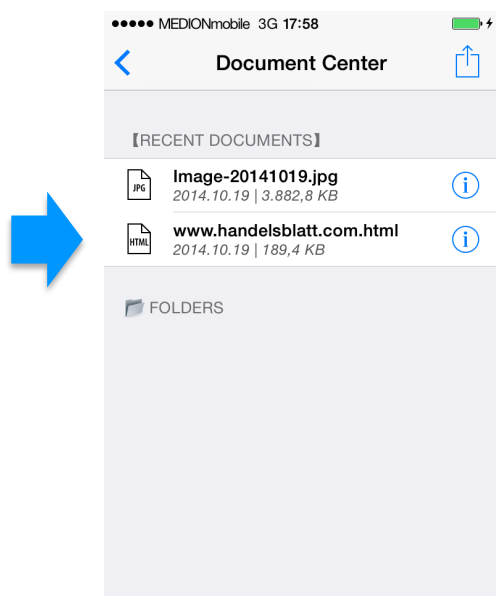 MEDIONmobile 3G 17:58
Document Center
【RECENT DOCUMENTS】
JPG
Image-20141019.jpg
2014.10.19 | 3.882,8 KB
i
HTML
www.handelsblatt.com.html
2014.10.19 | 189,4 KB
i
FOLDERS